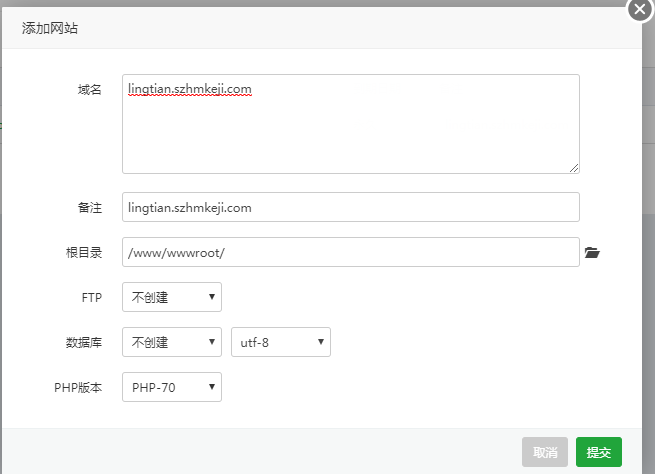 添加网站
域名 lingtian.szhmkeji.com
备注 lingtian.szhmkeji.com
根目录 /www/wwwroot/
FTP 不创建
数据库 不创建 utf-8
PHP版本 PHP-70
取消 提交